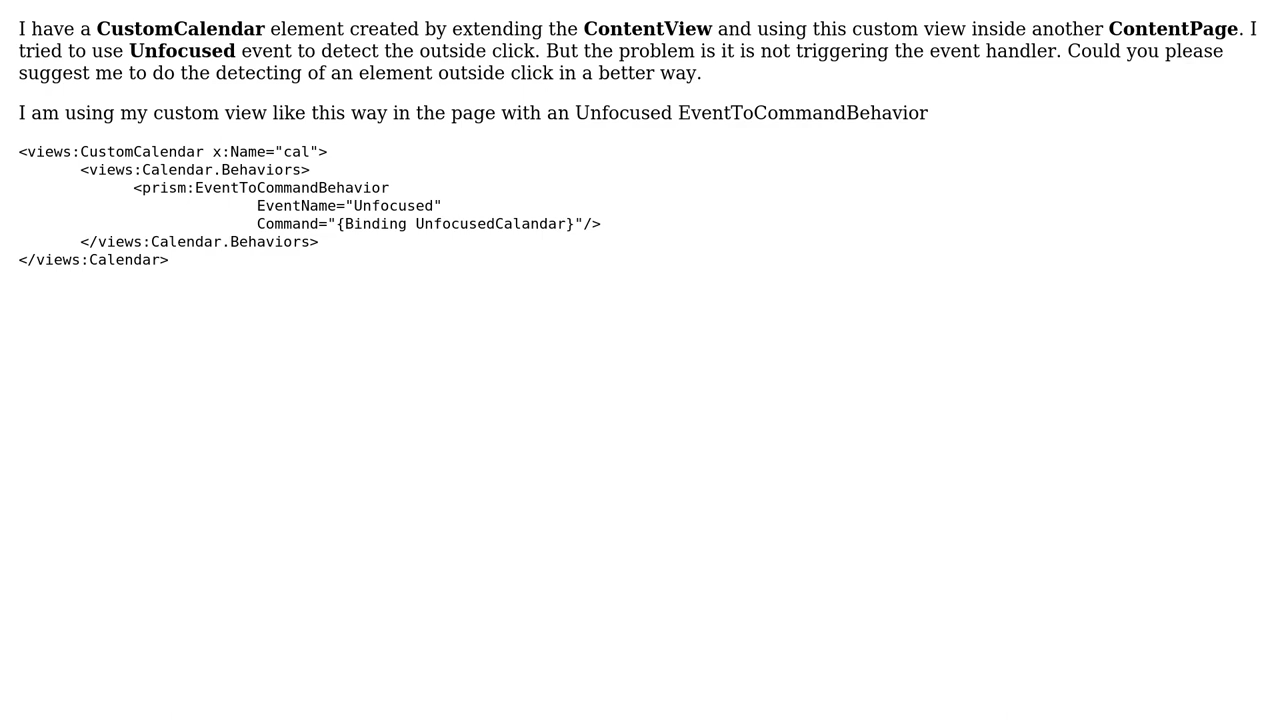 I have a CustomCalendar element created by extending the ContentView and using this custom view inside another ContentPage. I
tried to use Unfocused event to detect the outside click. But the problem is it is not triggering the event handler. Could you please
suggest me to do the detecting of an element outside click in a better way.
I am using my custom view like this way in the page with an Unfocused EventToCommandBehavior
<views:CustomCalendar x:Name="cal">
       <views:Calendar.Behaviors>
             <prism:EventToCommandBehavior
                           EventName="Unfocused"
                           Command="{Binding UnfocusedCalandar}"/>
       </views:Calendar.Behaviors>
</views:Calendar>